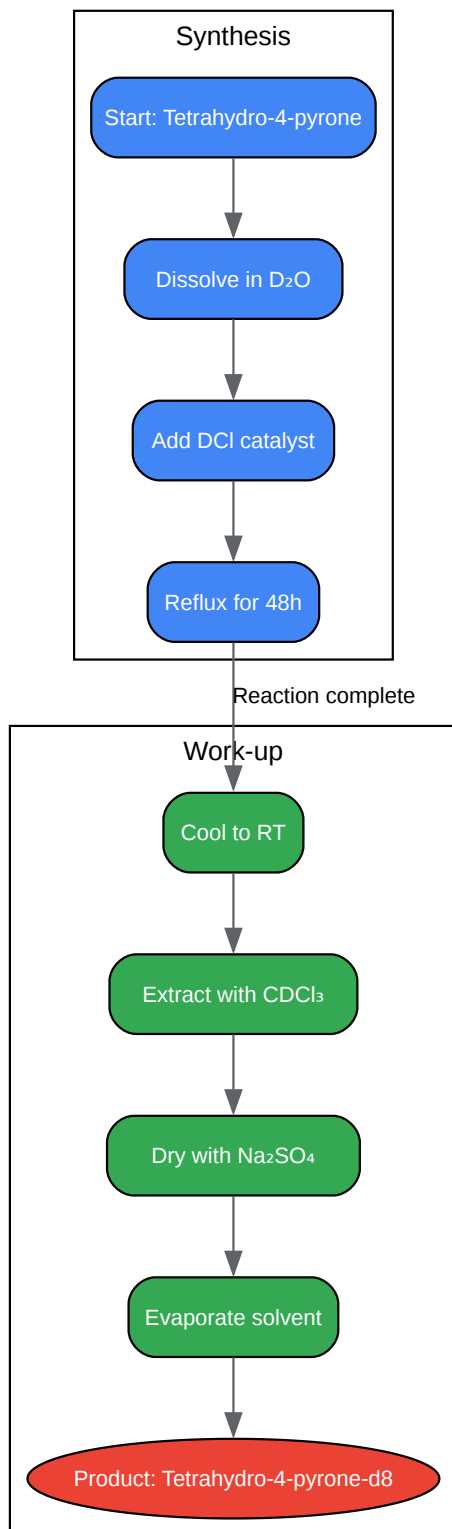 Synthesis
Start: Tetrahydro-4-pyrone
Dissolve in D₂O
Add DCl catalyst
Reflux for 48h
Reaction complete
Work-up
Cool to RT
Extract with CDCl₃
Dry with Na₂SO₄
Evaporate solvent
Product: Tetrahydro-4-pyrone-d8